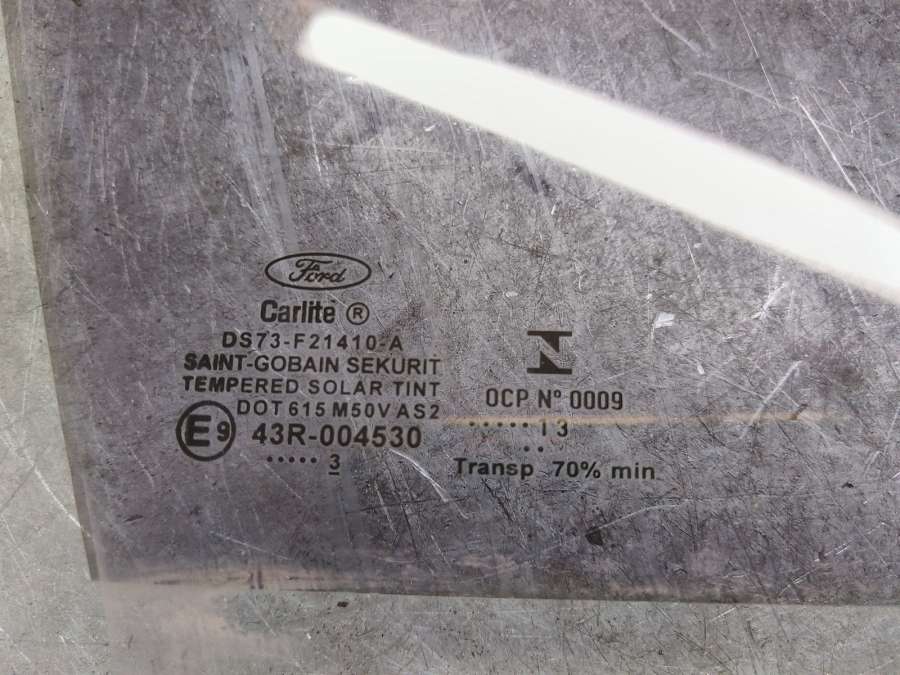 Ford
Carlite ®
DS73-F21410-A
SAINT-GOBAIN SEKURIT
TEMPERED SOLAR TINT
DOT 615 M50V AS2
E9 43R-004530
..... 3
N
OCP Nº 0009
..... 13
..
Transp 70% min